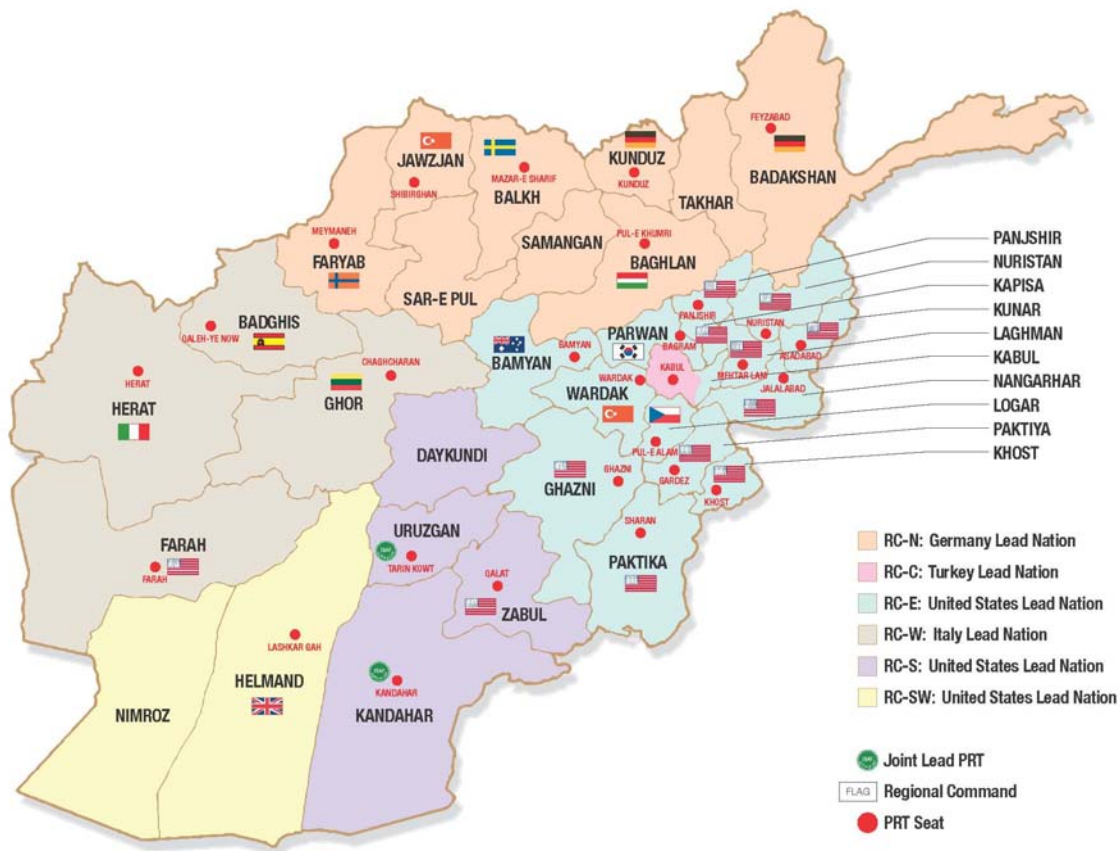 FEYZABAD
BADAKSHAN
KUNDUZ
KUNDUZ
TAKHAR
JAWZJAN
SHIBIRGHAN
MAZAR-E SHARIF
BALKH
MEYMANEH
FARYAB
SAMANGAN
PUL-E KHUMRI
BAGHLAN
SAR-E PUL
PANJSHIR
NURISTAN
KAPISA
KUNAR
LAGHMAN
KABUL
NANGARHAR
LOGAR
PAKTIYA
KHOST
BADGHIS
QALEH-YE NOW
CHAGHCHARAN
GHOR
HERAT
HERAT
BAMYAN
BAMYAN
PARWAN
PANJSHIR
BAGRAM
NURISTAN
ASADABAD
MEHTAR LAM
JALALABAD
KABUL
WARDAK
WARDAK
PUL-E ALAM
GARDEZ
KHOST
GHAZNI
GHAZNI
SHARAN
PAKTIKA
DAYKUNDI
URUZGAN
TARIN KOWT
QALAT
ZABUL
FARAH
FARAH
LASHKAR GAH
HELMAND
NIMROZ
KANDAHAR
KANDAHAR
RC-N: Germany Lead Nation
RC-C: Turkey Lead Nation
RC-E: United States Lead Nation
RC-W: Italy Lead Nation
RC-S: United States Lead Nation
RC-SW: United States Lead Nation
Joint Lead PRT
FLAG Regional Command
PRT Seat